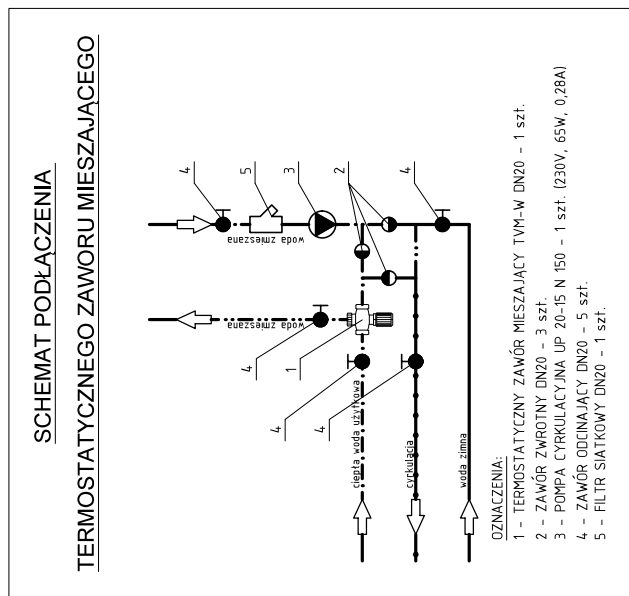 SCHEMAT PODŁĄCZENIA
TERMOSTATYCZNEGO ZAWORU MIESZAJĄCEGO
4
5
3
2
4
woda zmieszana
woda zmieszana
4
1
4
4
ciepła woda użytkowa
cyrkulacja
woda zimna
OZNACZENIA:
1 - TERMOSTATYCZNY ZAWÓR MIESZAJĄCY TVM-W DN20 - 1 szt.
2 - ZAWÓR ZWROTNY DN20 - 3 szt.
3 - POMPA CYRKULACYJNA UP 20-15 N 150 - 1 szt. (230V, 65W, 0,28A)
4 - ZAWÓR ODCINAJĄCY DN20 - 5 szt.
5 - FILTR SIATKOWY DN20 - 1 szt.